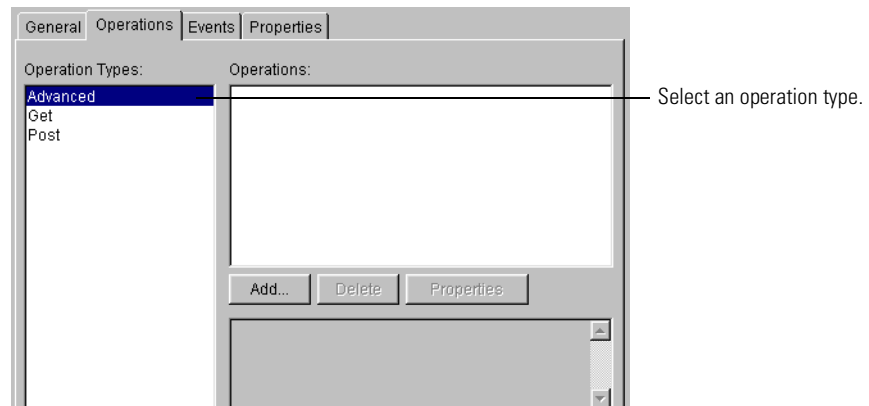 General Operations Events Properties
Operation Types: Operations:
Advanced Select an operation type.
Get
Post
Add... Delete Properties